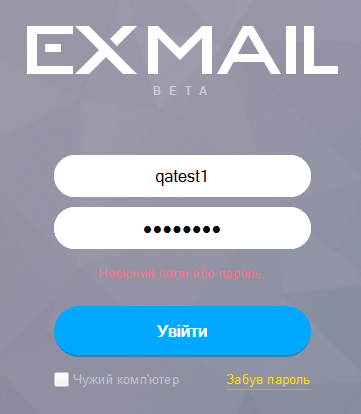 EXMAIL
BETA
qatest1
••••••••
Невірний логін або пароль.
Увійти
Чужий комп'ютер
Забув пароль